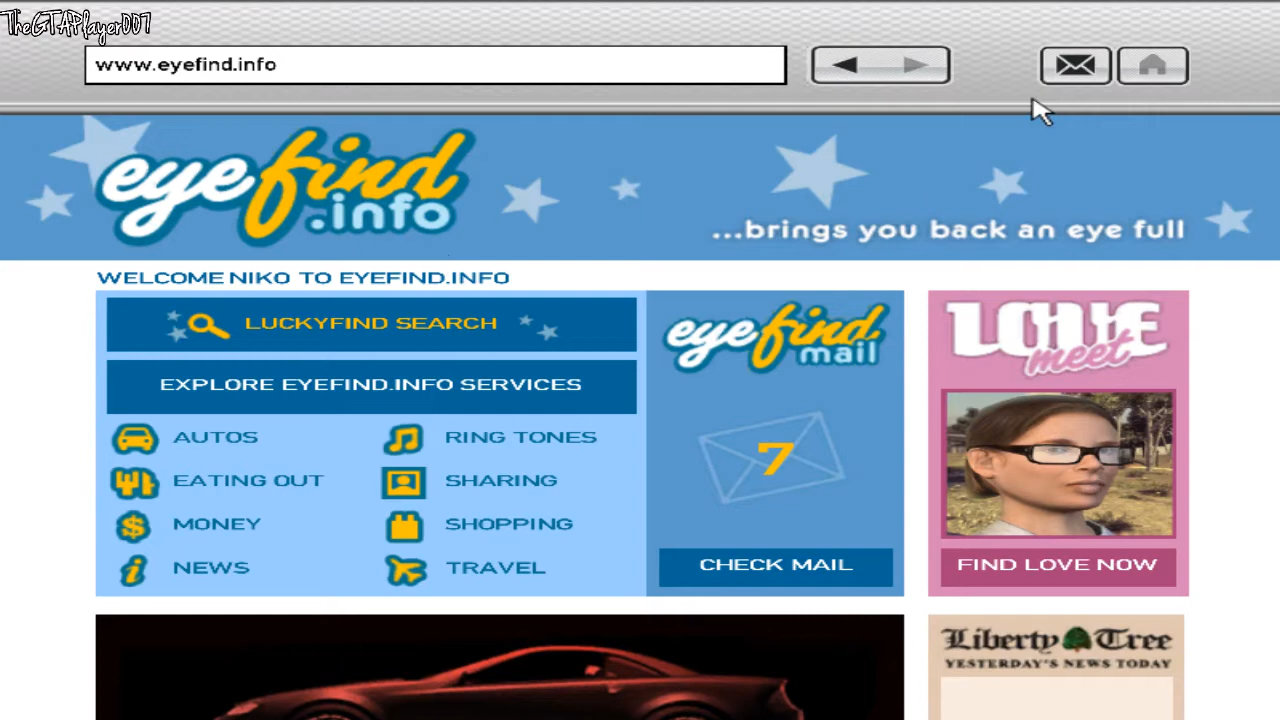 TheGTAPlayer007
www.eyefind.info
eyefind
.info
...brings you back an eye full
WELCOME NIKO TO EYEFIND.INFO
LUCKYFIND SEARCH
EXPLORE EYEFIND.INFO SERVICES
AUTOS
RING TONES
EATING OUT
SHARING
MONEY
SHOPPING
NEWS
TRAVEL
eyefind
mail
7
CHECK MAIL
LOVE
meet
FIND LOVE NOW
Liberty Tree
YESTERDAY'S NEWS TODAY